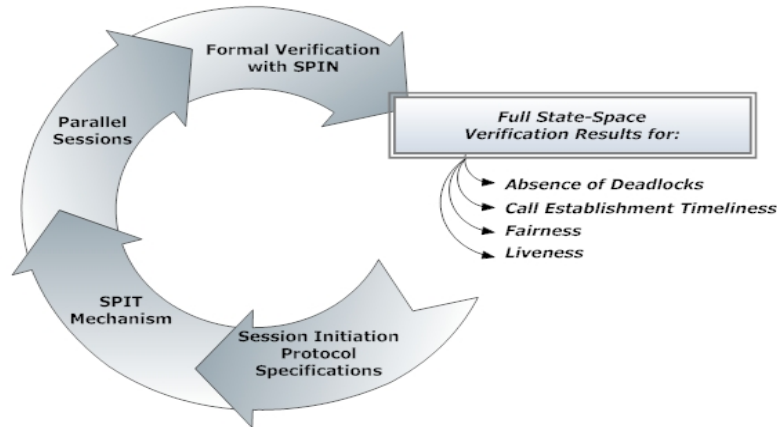 Formal Verification
with SPIN
Parallel
Sessions
Full State-Space
Verification Results for:
Absence of Deadlocks
Call Establishment Timeliness
Fairness
Liveness
SPIT
Mechanism
Session Initiation
Protocol
Specifications